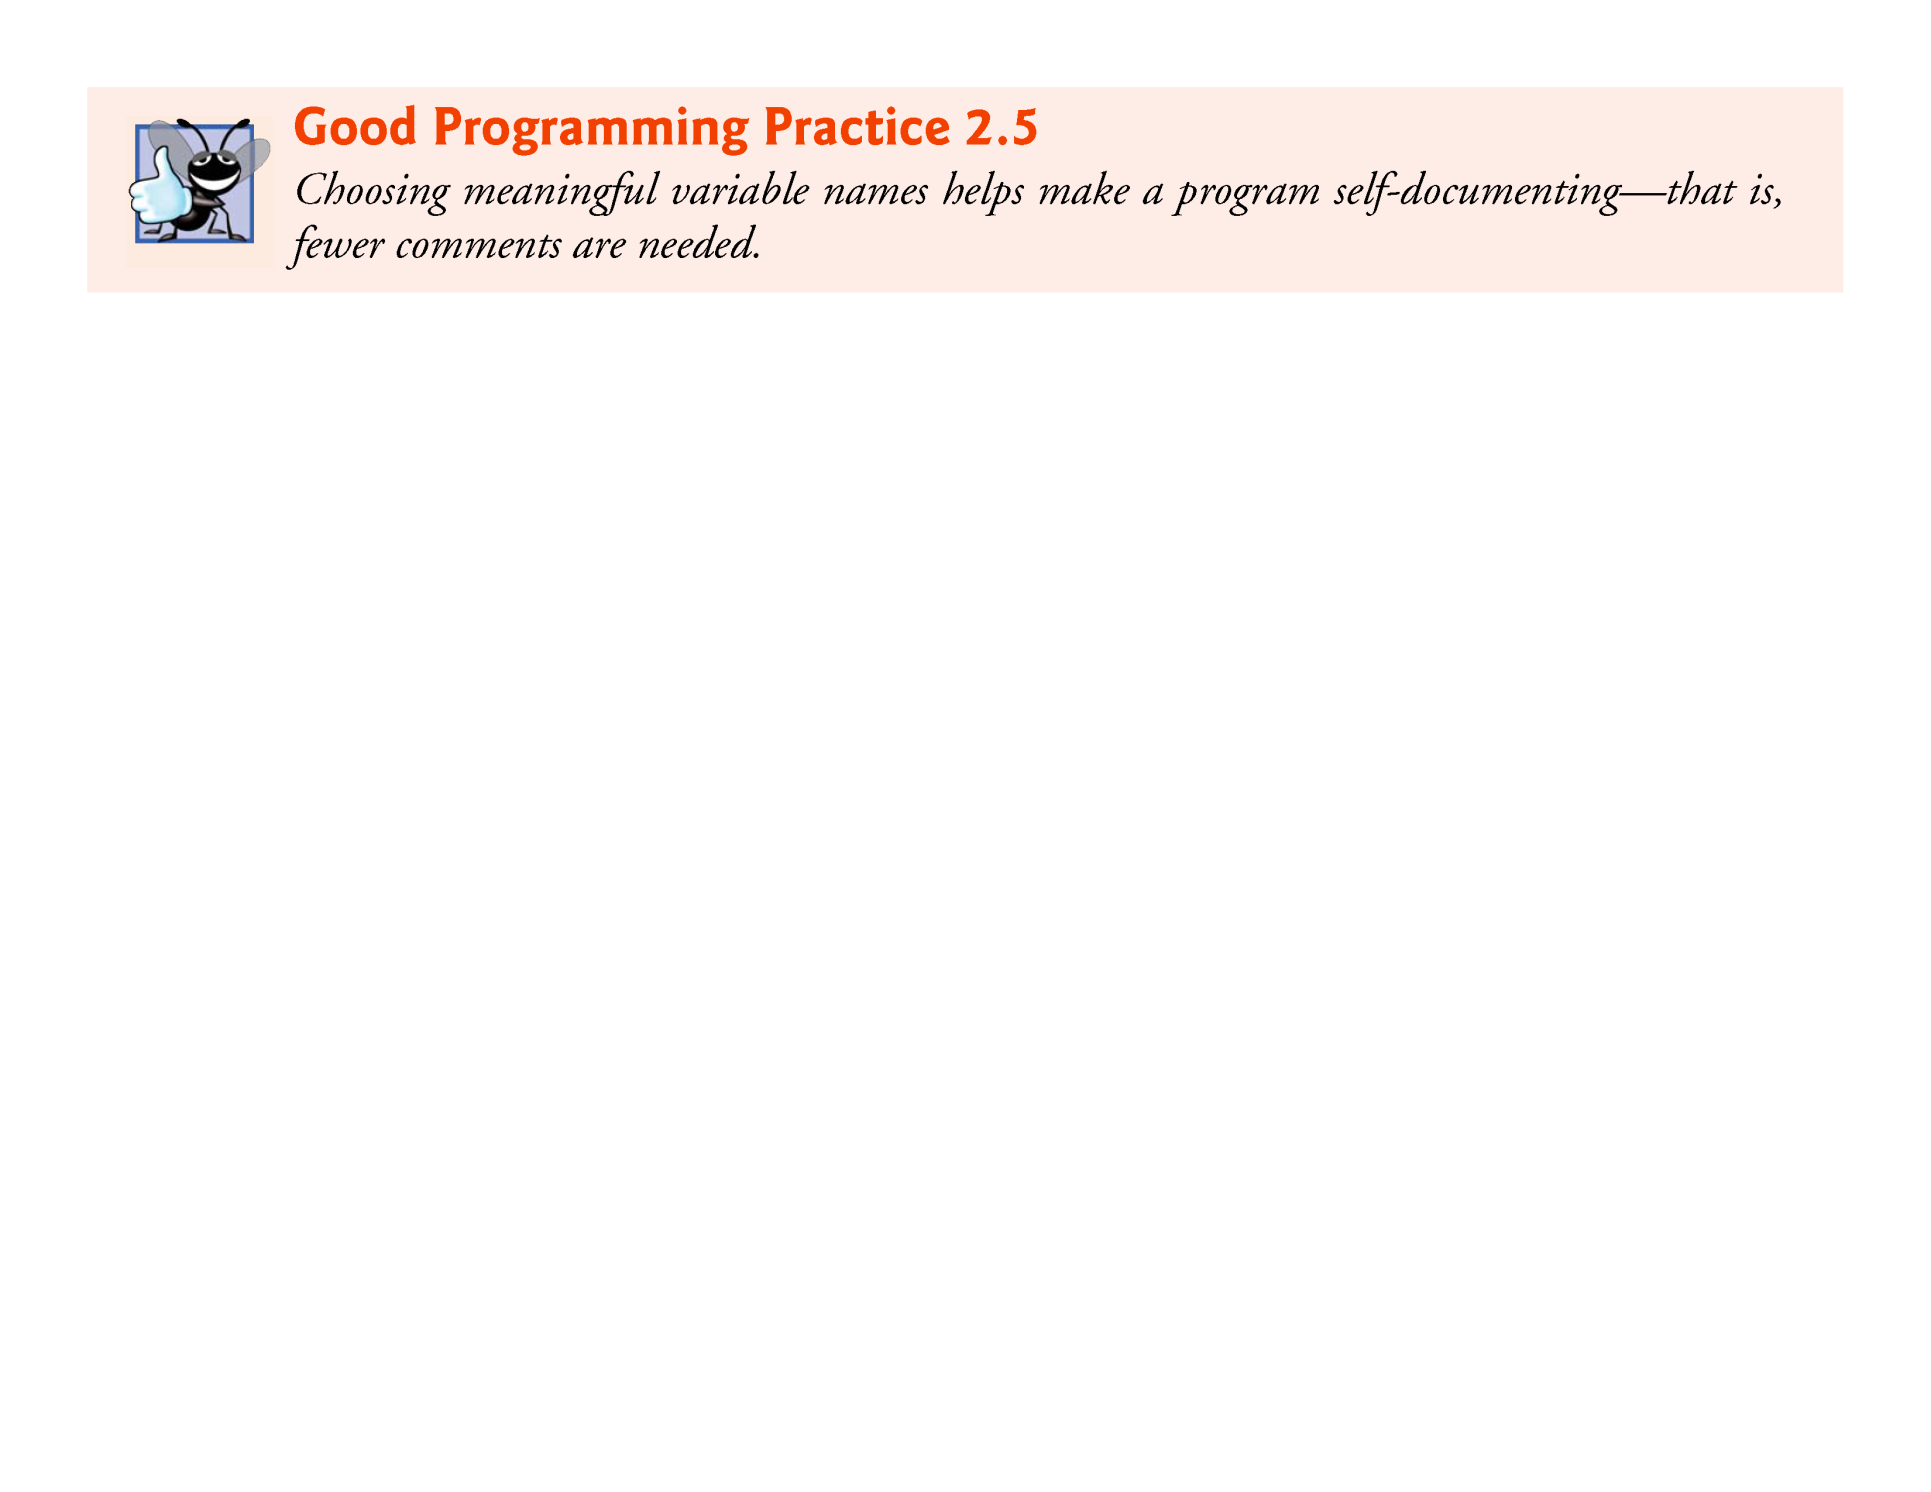 Good Programming Practice 2.5
Choosing meaningful variable names helps make a program self-documenting—that is,
fewer comments are needed.